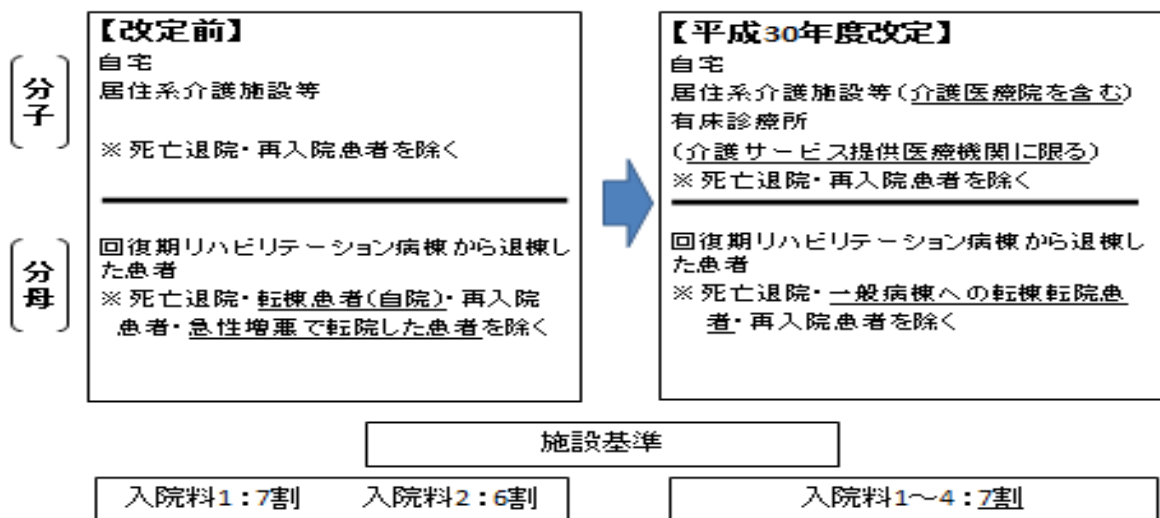 分子
【改定前】
自宅
居住系介護施設等
※死亡退院・再入院患者を除く
分母
回復期リハビリテーション病棟から退棟し
た患者
※死亡退院・転棟患者(自院)・再入院
患者・急性増悪で転院した患者を除く
【平成30年度改定】
自宅
居住系介護施設等(介護医療院を含む)
有床診療所
(介護サービス提供医療機関に限る)
※死亡退院・再入院患者を除く
回復期リハビリテーション病棟から退棟し
た患者
※死亡退院・一般病棟への転棟転院患
者・再入院患者を除く
施設基準
入院料1:7割 入院料2:6割
入院料1～4:7割